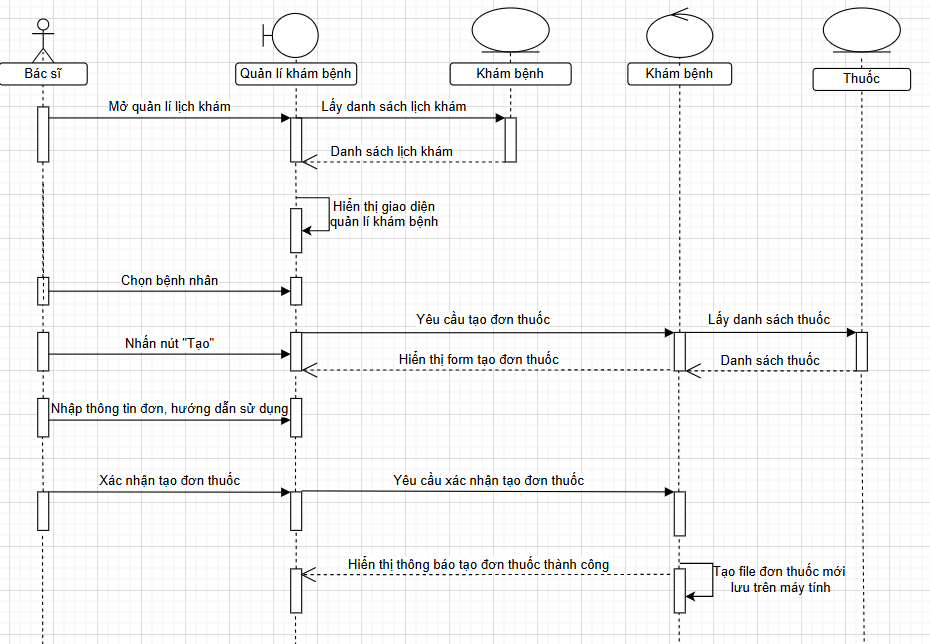 Bác sĩ
Quản lí khám bệnh
Khám bệnh
Khám bệnh
Thuốc
Mở quản lí lịch khám
Lấy danh sách lịch khám
Danh sách lịch khám
Hiển thị giao diện
quản lí khám bệnh
Chọn bệnh nhân
Yêu cầu tạo đơn thuốc
Lấy danh sách thuốc
Nhấn nút "Tạo"
Hiển thị form tạo đơn thuốc
Danh sách thuốc
Nhập thông tin đơn, hướng dẫn sử dụng
Xác nhận tạo đơn thuốc
Yêu cầu xác nhận tạo đơn thuốc
Hiển thị thông báo tạo đơn thuốc thành công
Tạo file đơn thuốc mới
lưu trên máy tính